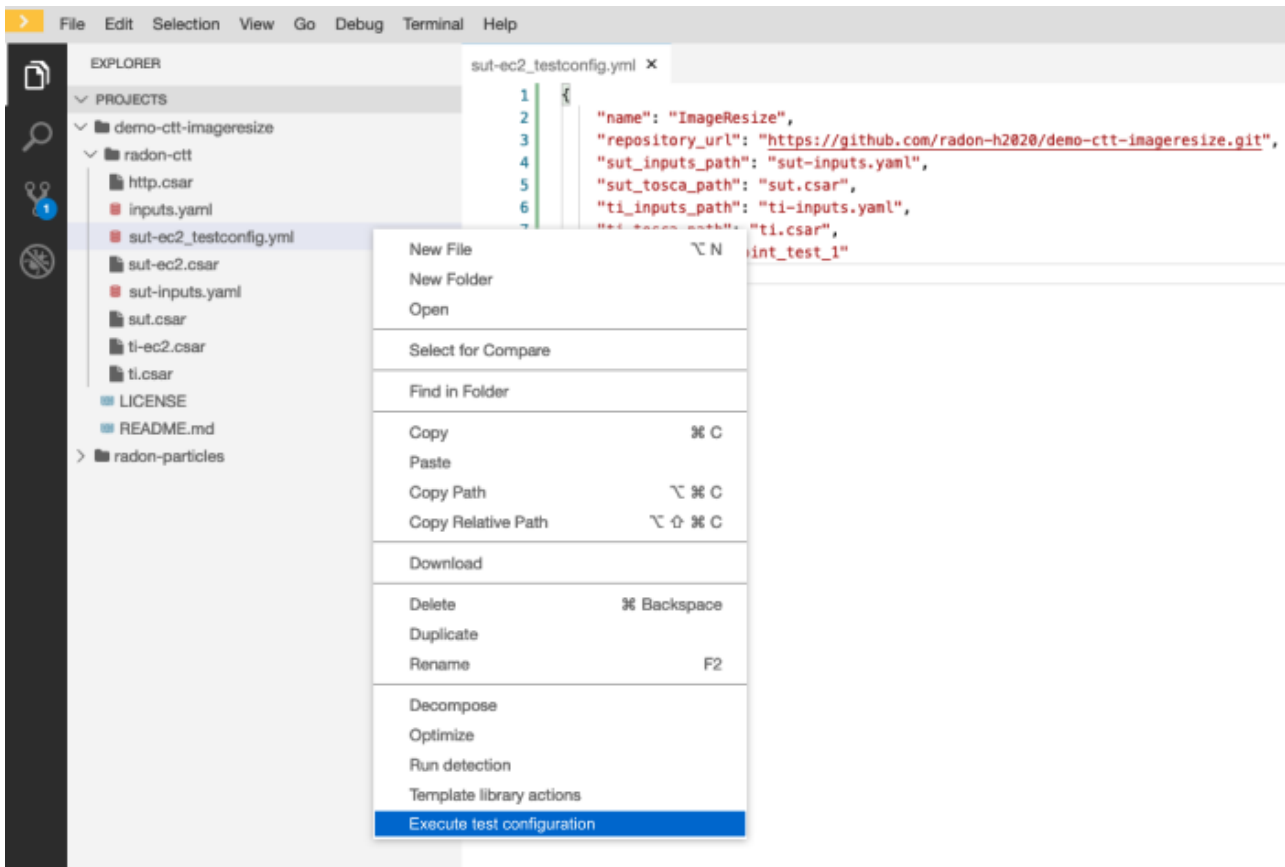 File Edit Selection View Go Debug Terminal Help
EXPLORER
PROJECTS
demo-ctt-imageresize
radon-ctt
http.csar
inputs.yaml
sut-ec2_testconfig.yml
sut-ec2.csar
sut-inputs.yaml
sut.csar
ti-ec2.csar
ti.csar
LICENSE
README.md
radon-particles
1
sut-ec2_testconfig.yml ×
1 {
2 "name": "ImageResize",
3 "repository_url": "https://github.com/radon-h2020/demo-ctt-imageresize.git",
4 "sut_inputs_path": "sut-inputs.yaml",
5 "sut_tosca_path": "sut.csar",
6 "ti_inputs_path": "ti-inputs.yaml",
"ti.csar",
int_test_1"
New File ⌥ N
New Folder
Open
Select for Compare
Find in Folder
Copy ⌘ C
Paste
Copy Path ⌥ ⌘ C
Copy Relative Path ⌥ ⇧ ⌘ C
Download
Delete ⌘ Backspace
Duplicate
Rename F2
Decompose
Optimize
Run detection
Template library actions
Execute test configuration